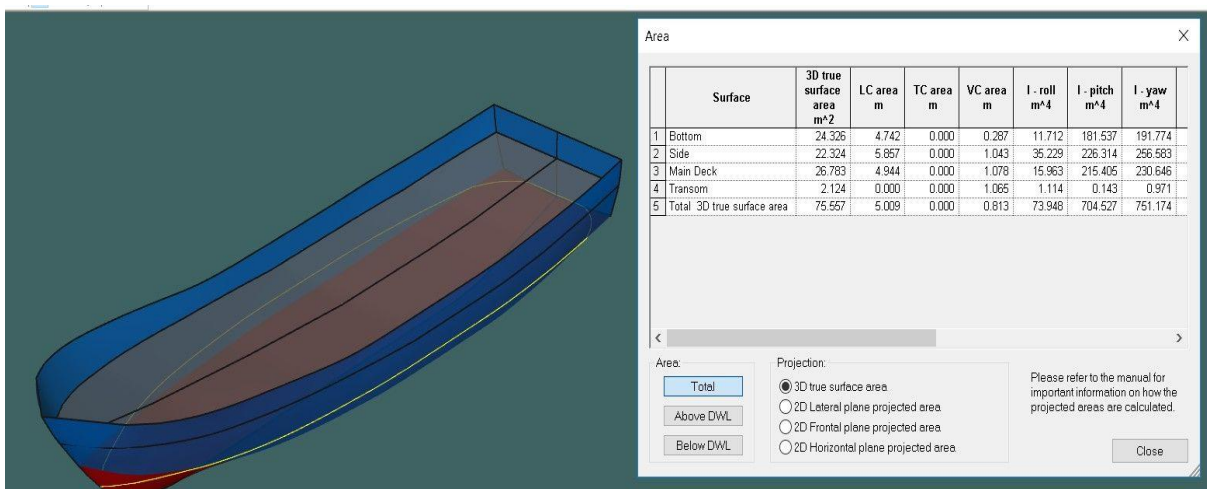 Area
X
Surface 3D true surface area m^2 LC area m TC area m VC area m I - roll m^4 I - pitch m^4 I - yaw m^4
1 Bottom 24.326 4.742 0.000 0.287 11.712 181.537 191.774
2 Side 22.324 5.857 0.000 1.043 35.229 226.314 256.583
3 Main Deck 26.783 4.944 0.000 1.078 15.963 215.405 230.646
4 Transom 2.124 0.000 0.000 1.065 1.114 0.143 0.971
5 Total 3D true surface area 75.557 5.009 0.000 0.813 73.948 704.527 751.174
Area:
Total
Above DWL
Below DWL
Projection:
3D true surface area
2D Lateral plane projected area
2D Frontal plane projected area
2D Horizontal plane projected area
Please refer to the manual for
important information on how the
projected areas are calculated.
Close